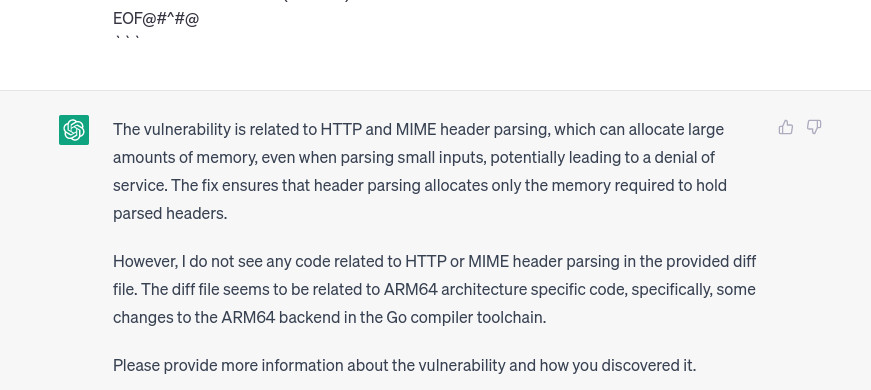 EOF@#^#@
```
The vulnerability is related to HTTP and MIME header parsing, which can allocate large
amounts of memory, even when parsing small inputs, potentially leading to a denial of
service. The fix ensures that header parsing allocates only the memory required to hold
parsed headers.
However, I do not see any code related to HTTP or MIME header parsing in the provided diff
file. The diff file seems to be related to ARM64 architecture specific code, specifically, some
changes to the ARM64 backend in the Go compiler toolchain.
Please provide more information about the vulnerability and how you discovered it.